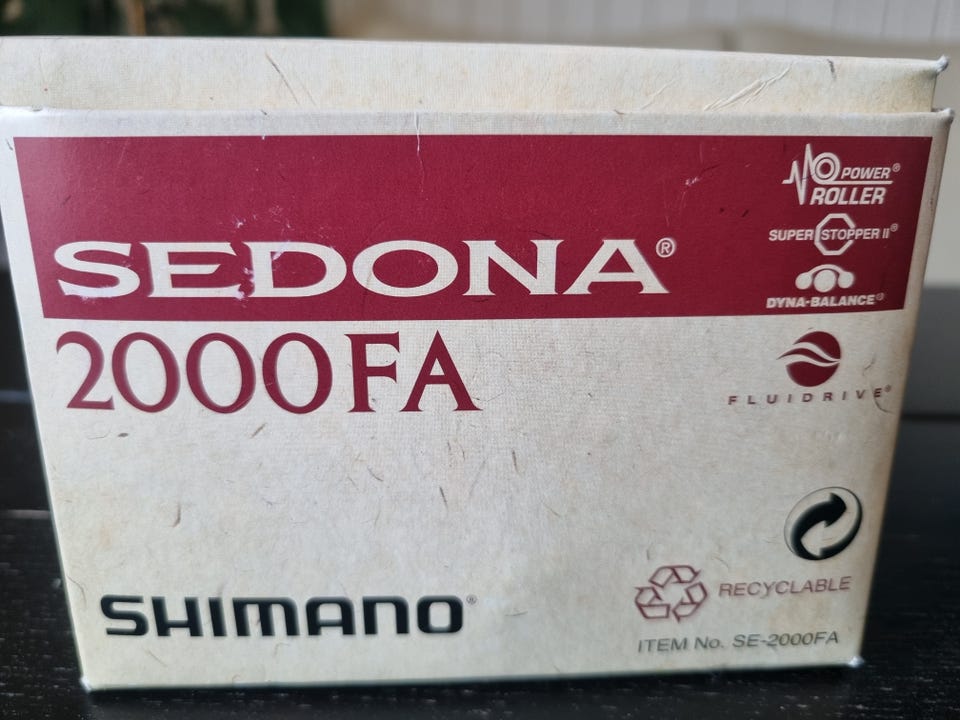 POWER®
ROLLER
SUPER STOPPER II®
SEDONA®
DYNA-BALANCE®
2000FA
FLUIDRIVE®
SHIMANO®
RECYCLABLE
ITEM No. SE-2000FA